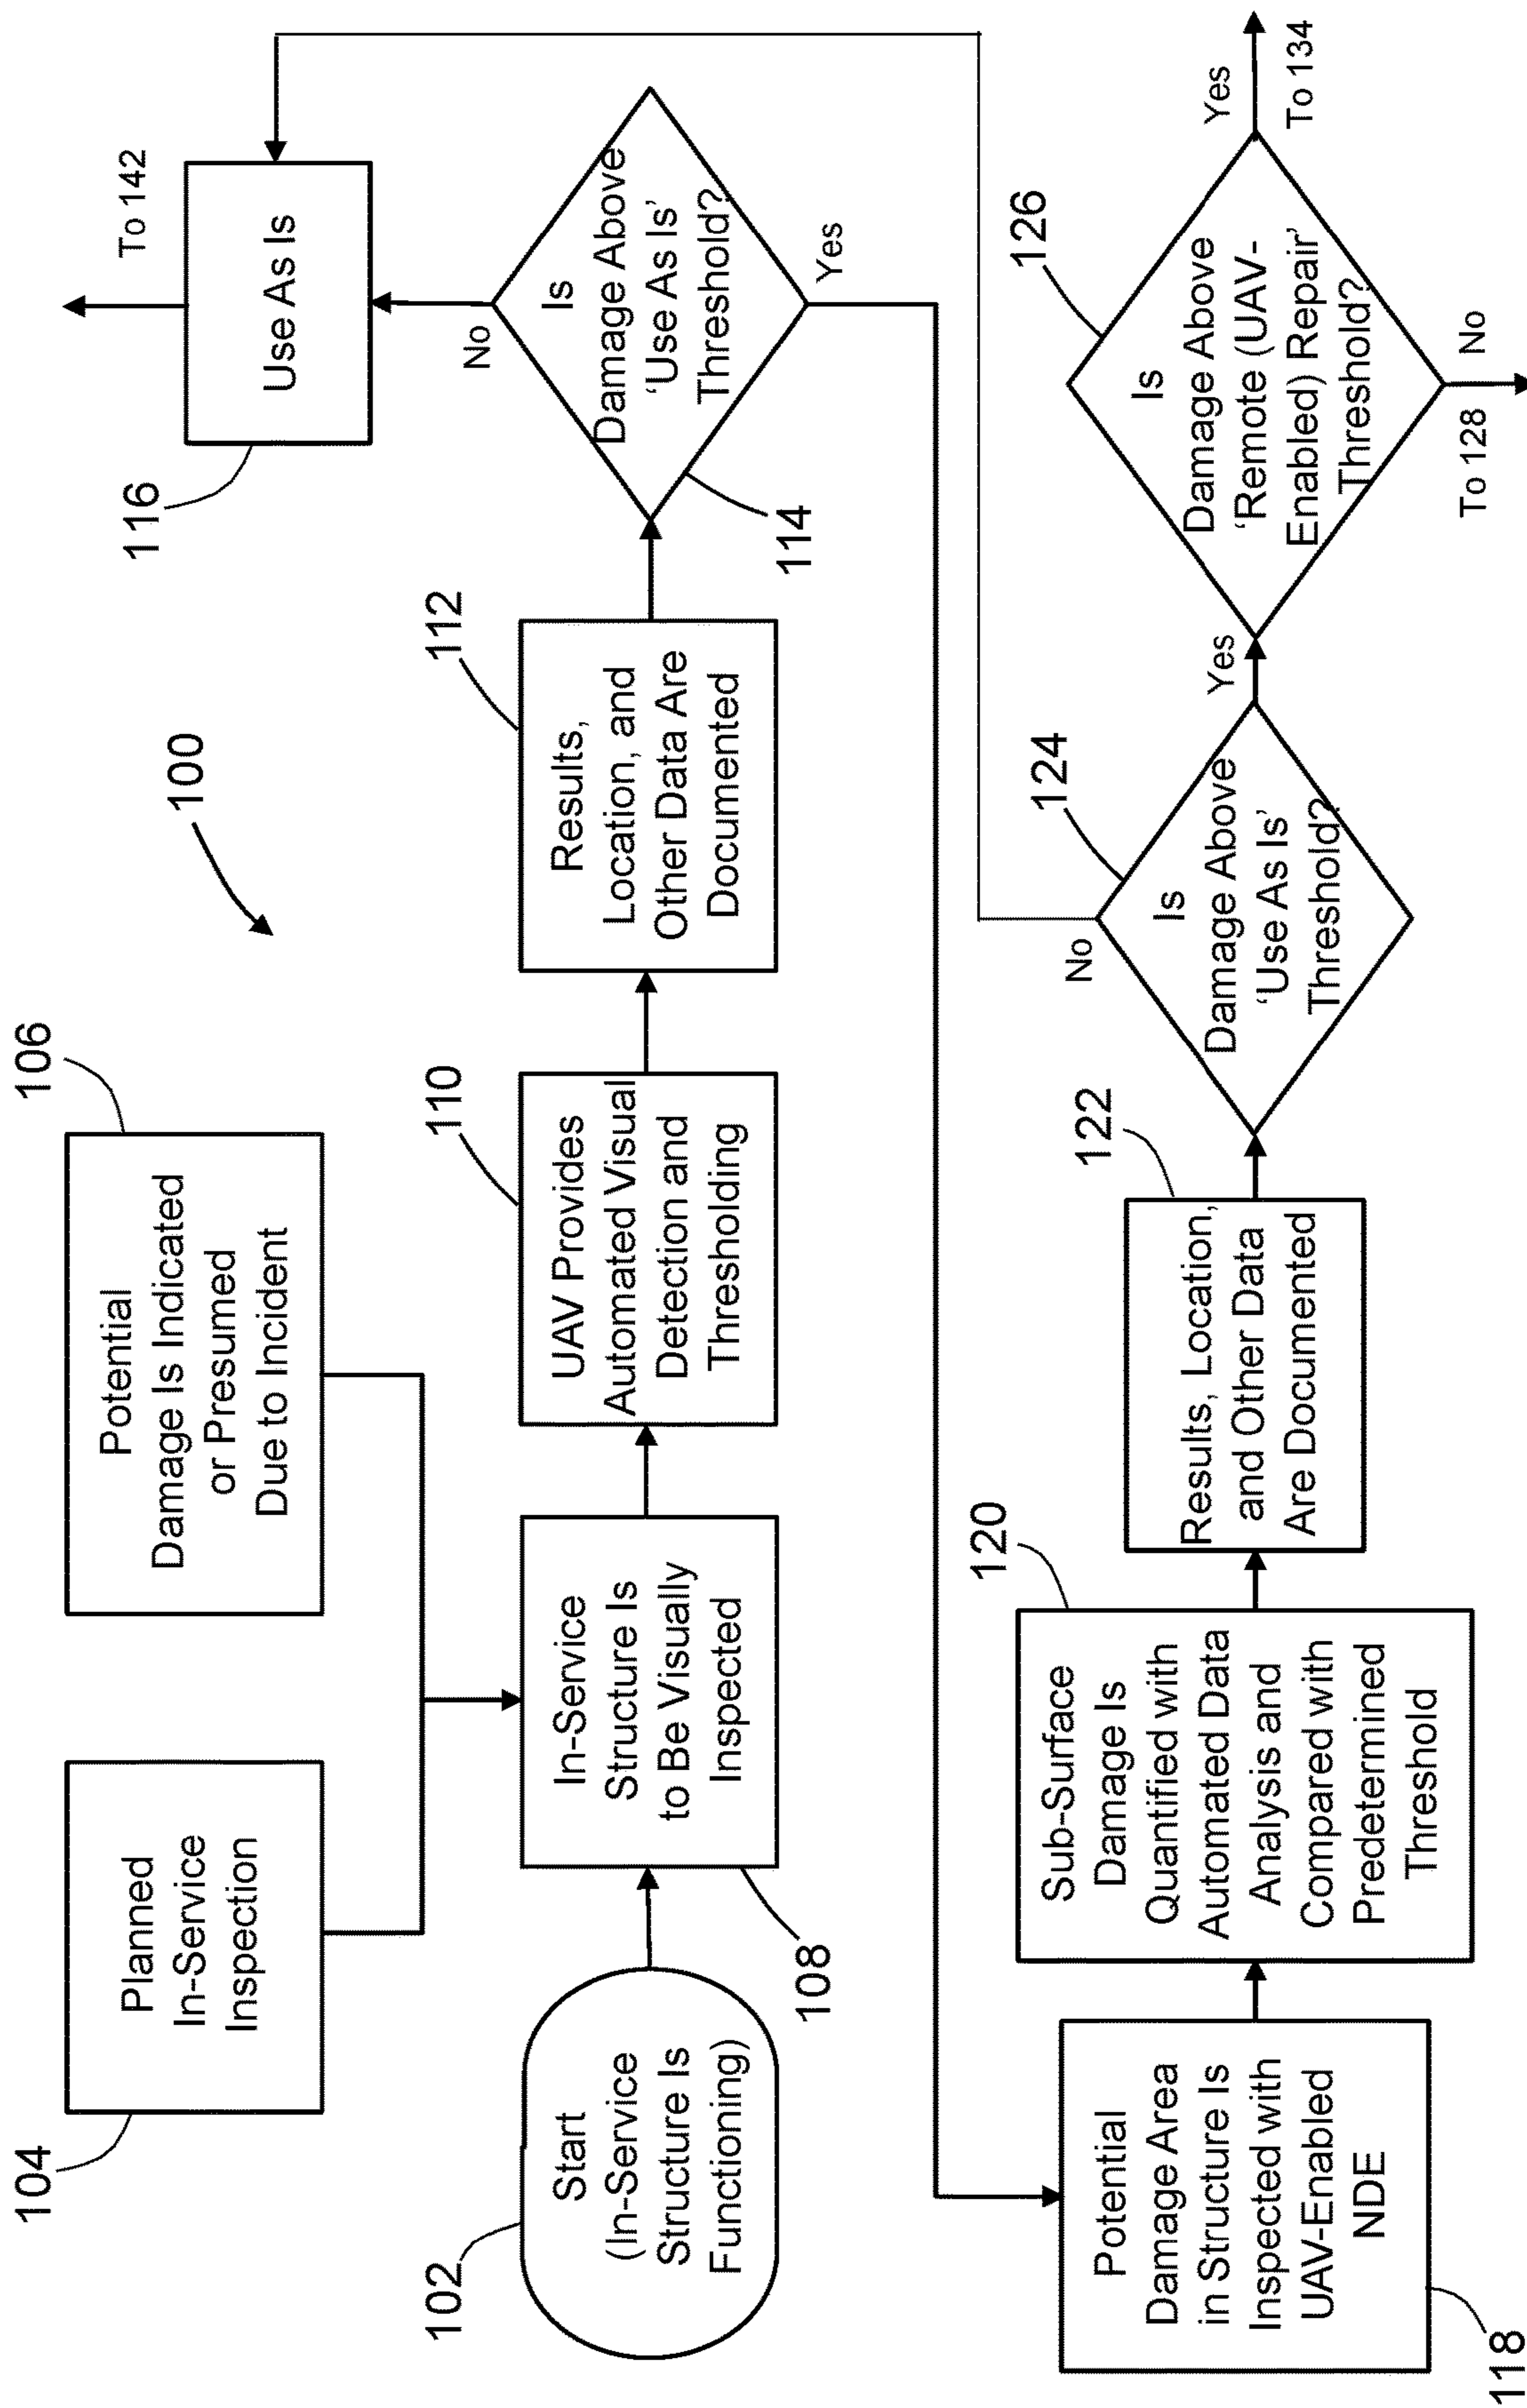 100
104
Planned
In-Service
Inspection
106
Potential
Damage Is Indicated
or Presumed
Due to Incident
102
Start
(In-Service
Structure Is
Functioning)
108
In-Service
Structure Is
to Be Visually
Inspected
110
UAV Provides
Automated Visual
Detection and
Thresholding
112
Results,
Location, and
Other Data Are
Documented
114
Is
Damage Above
‘Use As Is’
Threshold?
No
Yes
116
Use As Is
To 142
118
Potential
Damage Area
in Structure Is
Inspected with
UAV-Enabled
NDE
120
Sub-Surface
Damage Is
Quantified with
Automated Data
Analysis and
Compared with
Predetermined
Threshold
122
Results, Location,
and Other Data
Are Documented
124
Is
Damage Above
‘Use As Is’
Threshold?
No
Yes
126
Is
Damage Above
‘Remote (UAV-
Enabled) Repair’
Threshold?
Yes
To 134
No
To 128